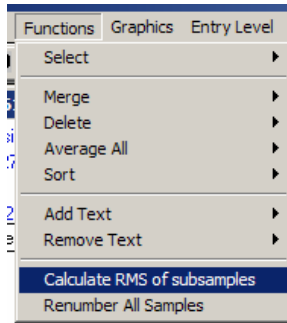 Functions Graphics Entry Level
Select
Merge
Delete
Average All
Sort
Add Text
Remove Text
Calculate RMS of subsamples
Renumber All Samples